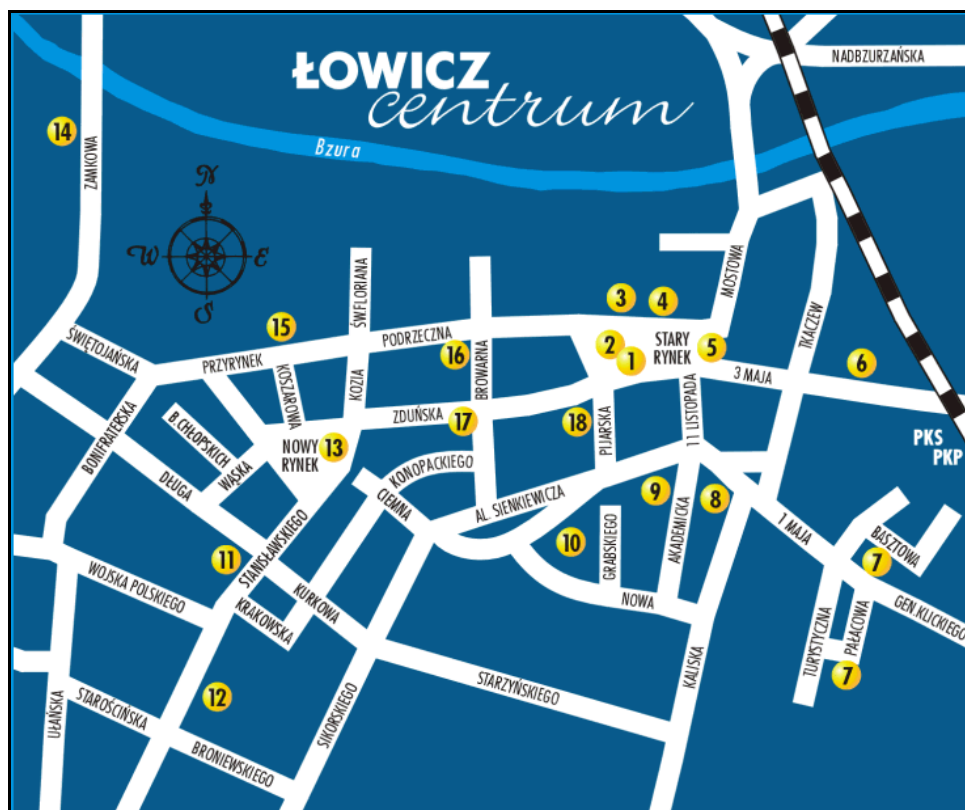 NADBZURZAŃSKA
ŁOWICZ
centrum
14
Bzura
ZAMKOWA
N
W
E
S
MOSTOWA
ŚW.FLORIANA
3
4
TKACZEW
ŚWIĘTOJAŃSKA
15
PODRZECZNA
16
2
1
STARY
RYNEK
5
6
PRZYRYNEK
KOSZAROWA
KOZIA
BROWARNA
3 MAJA
BONIFRATERSKA
B.CHŁOPSKICH
ZDUŃSKA
17
18
PIJARSKA
11 LISTOPADA
PKS
PKP
NOWY
RYNEK
13
WĄSKA
KONOPACKIEGO
DŁUGA
CIEMNA
AL. SIENKIEWICZA
9
8
STANISŁAWSKIEGO
10
GRABSKIEGO
AKADEMICKA
1 MAJA
BASZTOWA
11
7
WOJSKA POLSKIEGO
KURKOWA
NOWA
GEN.KLICKIEGO
KRAKOWSKA
TURYSTYCZNA
PAŁACOWA
KALISKA
7
STARZYŃSKIEGO
12
UŁAŃSKA
STAROŚCIŃSKA
SIKORSKIEGO
BRONIEWSKIEGO